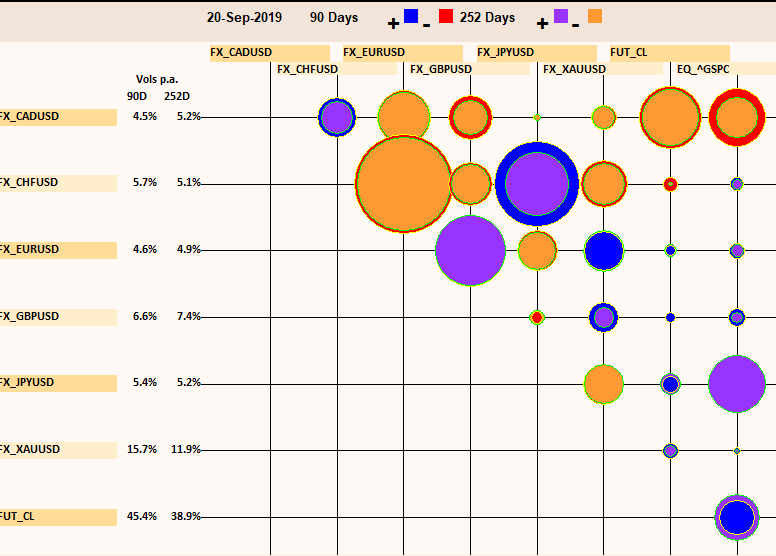 20-Sep-2019 90 Days + - 252 Days + -
FX_CADUSD FX_EURUSD FX_JPYUSD FUT_CL
FX_CHFUSD FX_GBPUSD FX_XAUUSD EQ_^GSPC
Vols p.a.
90D 252D
FX_CADUSD 4.5% 5.2%
FX_CHFUSD 5.7% 5.1%
FX_EURUSD 4.6% 4.9%
FX_GBPUSD 6.6% 7.4%
FX_JPYUSD 5.4% 5.2%
FX_XAUUSD 15.7% 11.9%
FUT_CL 45.4% 38.9%